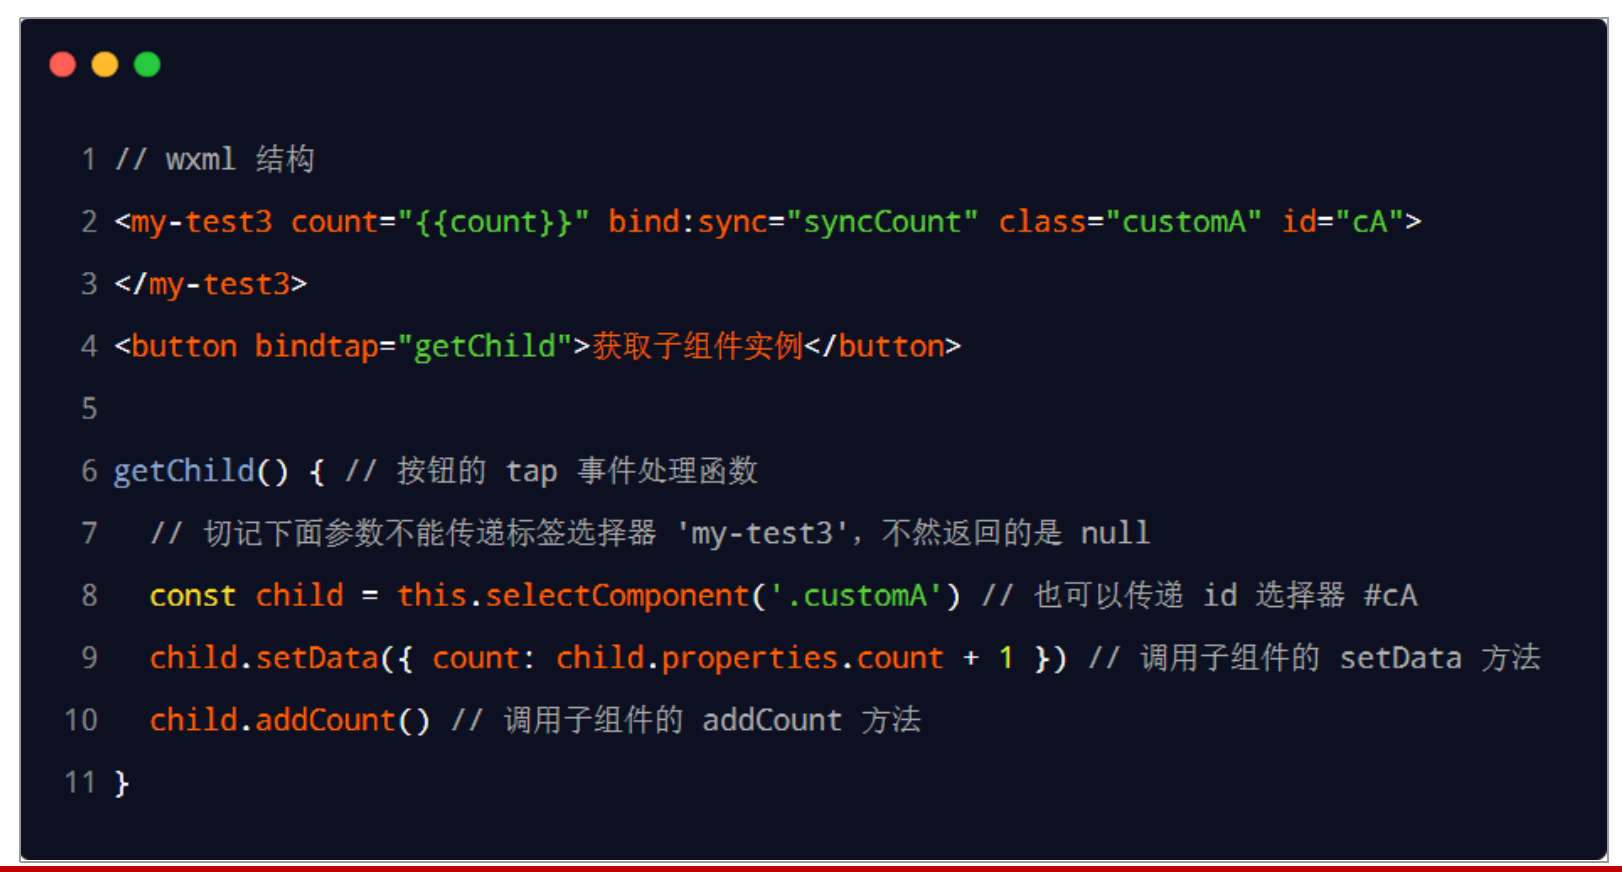 1 // wxml 结构
2 <my-test3 count="{{count}}" bind:sync="syncCount" class="customA" id="cA">
3 </my-test3>
4 <button bindtap="getChild">获取子组件实例</button>
5
6 getChild() { // 按钮的 tap 事件处理函数
7   // 切记下面参数不能传递标签选择器 'my-test3'，不然返回的是 null
8   const child = this.selectComponent('.customA') // 也可以传递 id 选择器 #cA
9   child.setData({ count: child.properties.count + 1 }) // 调用子组件的 setData 方法
10   child.addCount() // 调用子组件的 addCount 方法
11 }